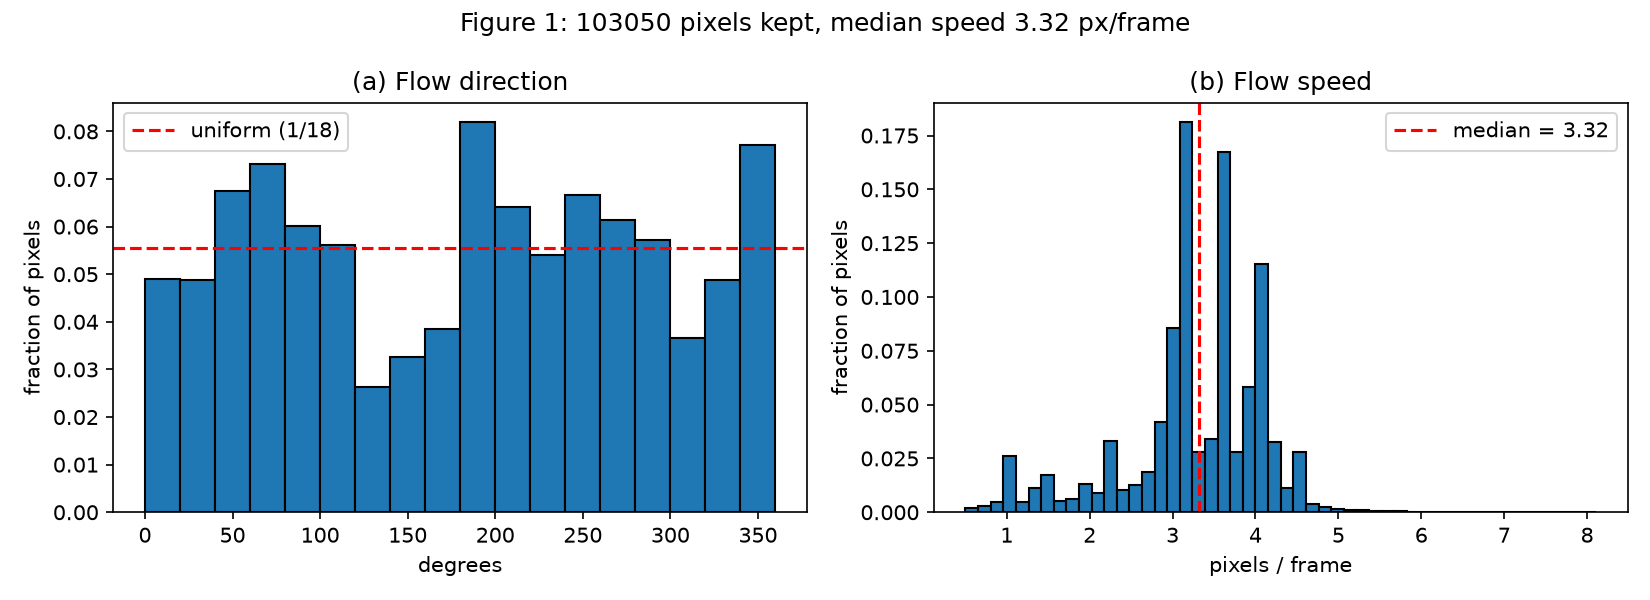 Figure 1: 103050 pixels kept, median speed 3.32 px/frame
(a) Flow direction
uniform (1/18)
fraction of pixels
0.08
0.07
0.06
0.05
0.04
0.03
0.02
0.01
0.00
0 50 100 150 200 250 300 350
degrees
(b) Flow speed
median = 3.32
fraction of pixels
0.175
0.150
0.125
0.100
0.075
0.050
0.025
0.000
1 2 3 4 5 6 7 8
pixels / frame